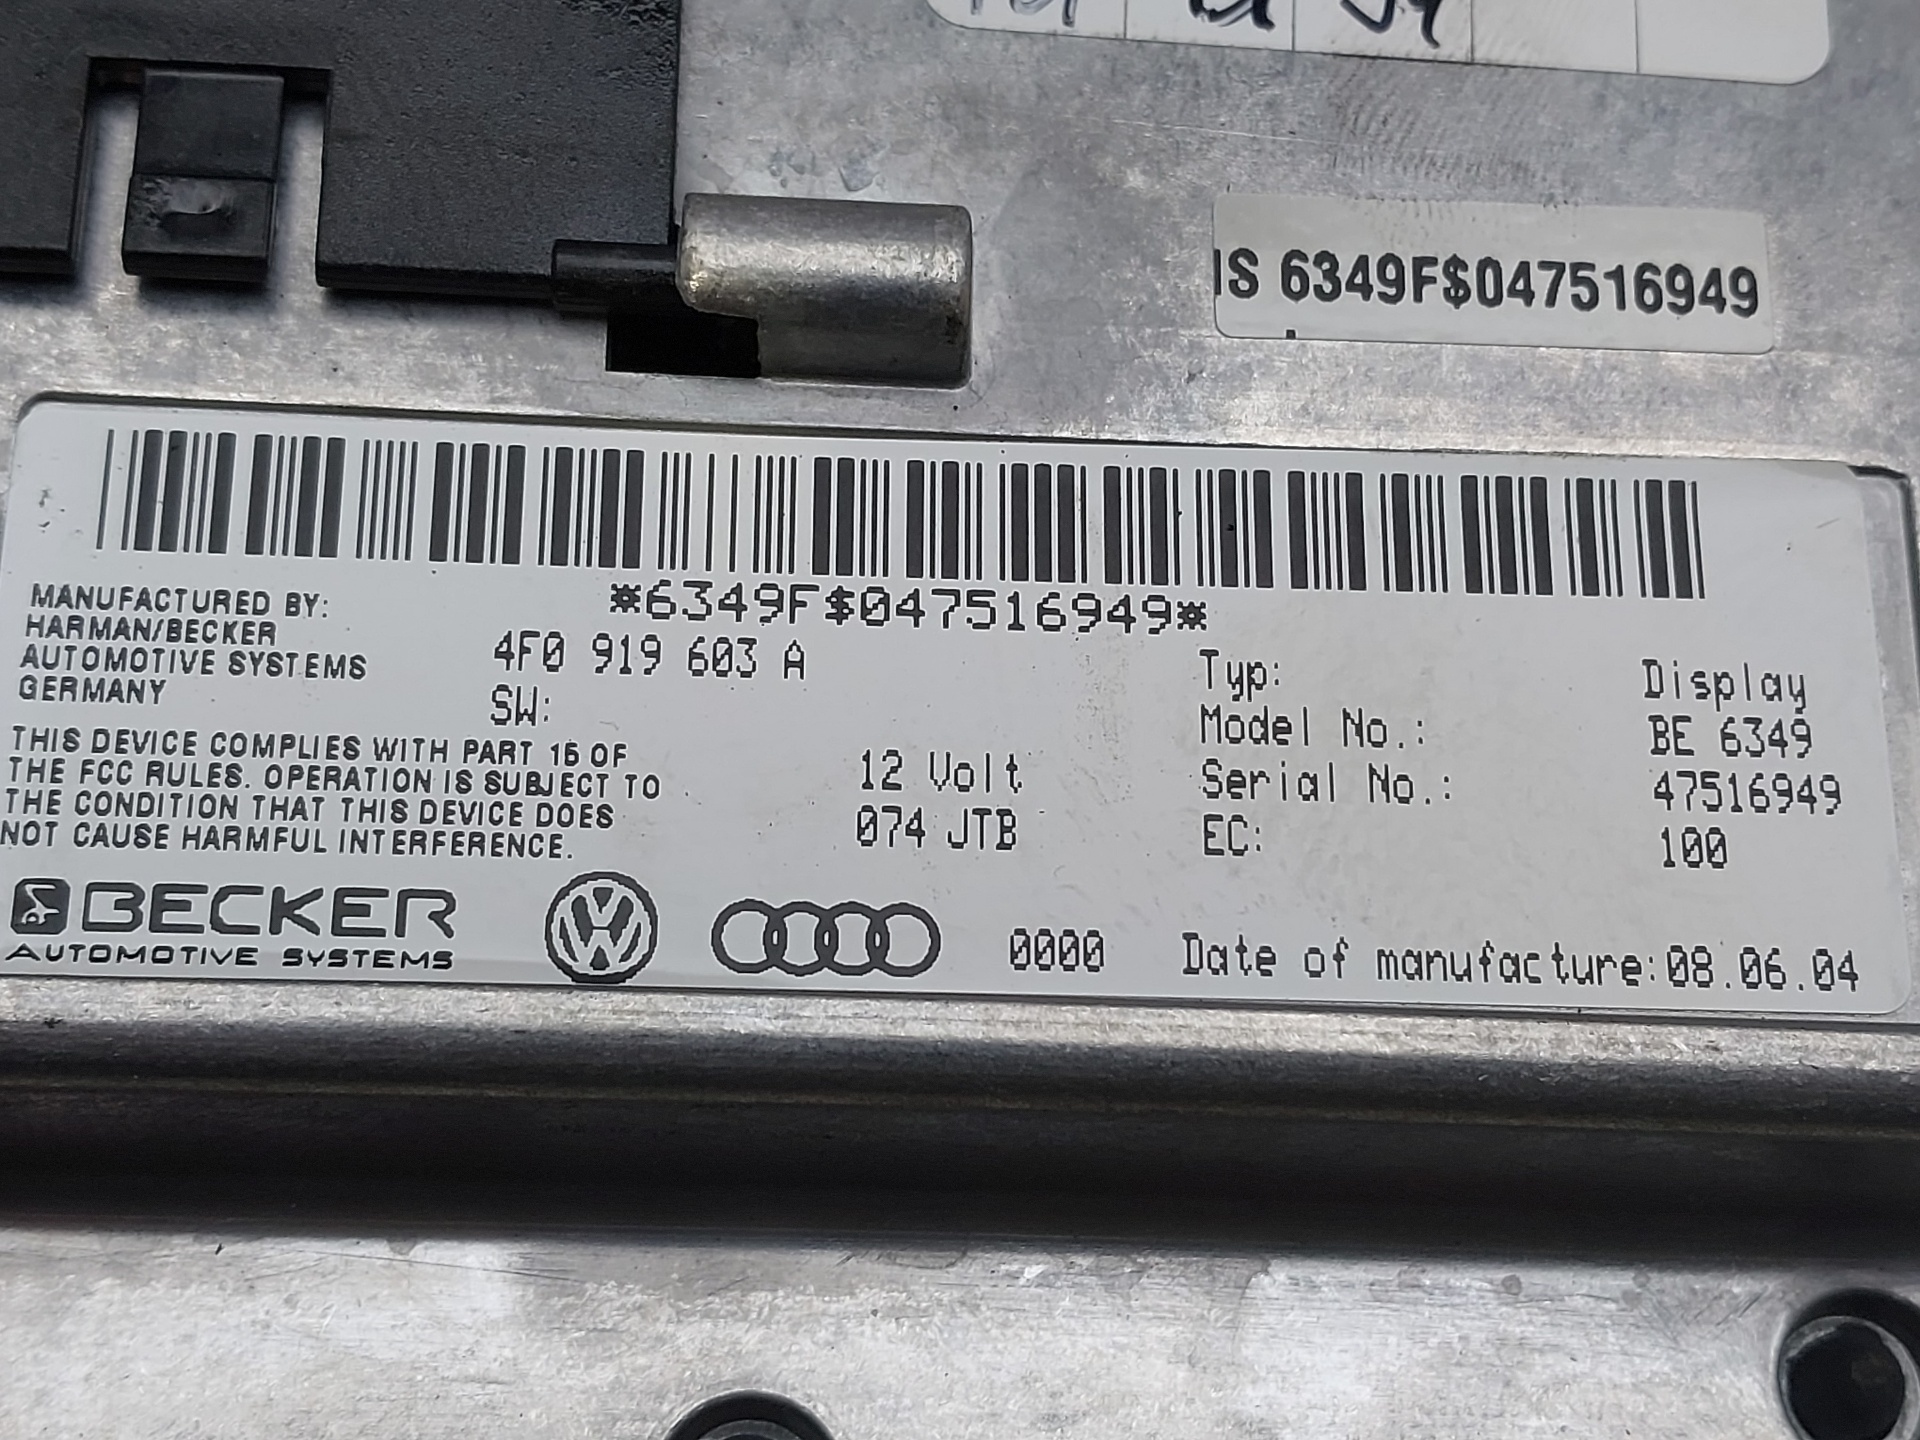 IS 6349F$047516949
*6349F$047516949*
MANUFACTURED BY:
HARMAN/BECKER
AUTOMOTIVE SYSTEMS
GERMANY
4F0 919 603 A
SW:
THIS DEVICE COMPLIES WITH PART 15 OF
THE FCC RULES. OPERATION IS SUBJECT TO
THE CONDITION THAT THIS DEVICE DOES
NOT CAUSE HARMFUL INTERFERENCE.
12 Volt
074 JTB
Typ: Display
Model No.: BE 6349
Serial No.: 47516949
EC: 100
BECKER
AUTOMOTIVE SYSTEMS
VW
0000
Date of manufacture:08.06.04